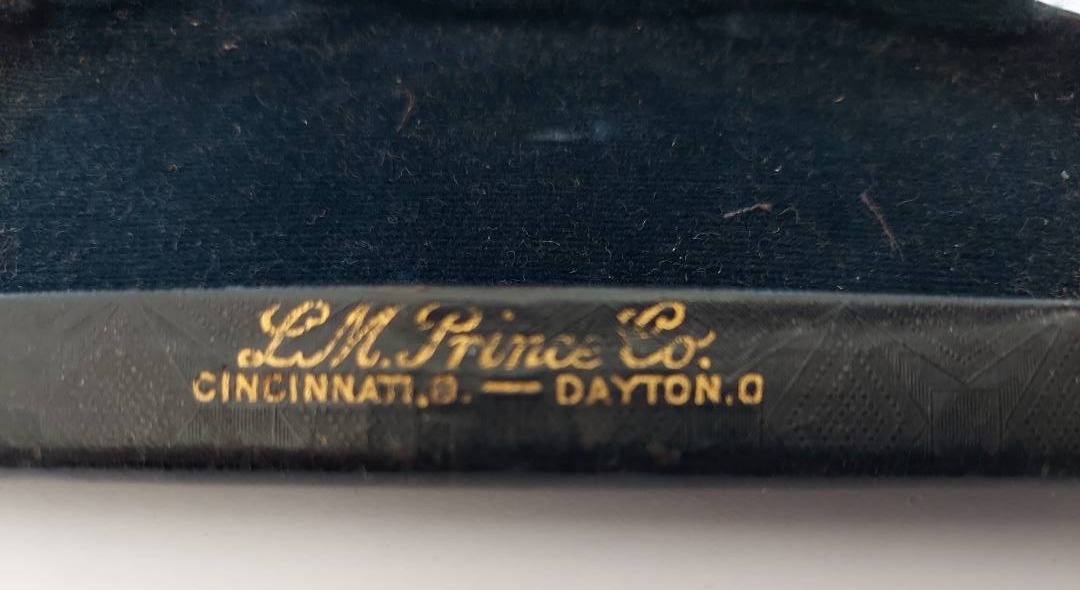 L.M. Prince Co.
CINCINNATI, O. — DAYTON. O